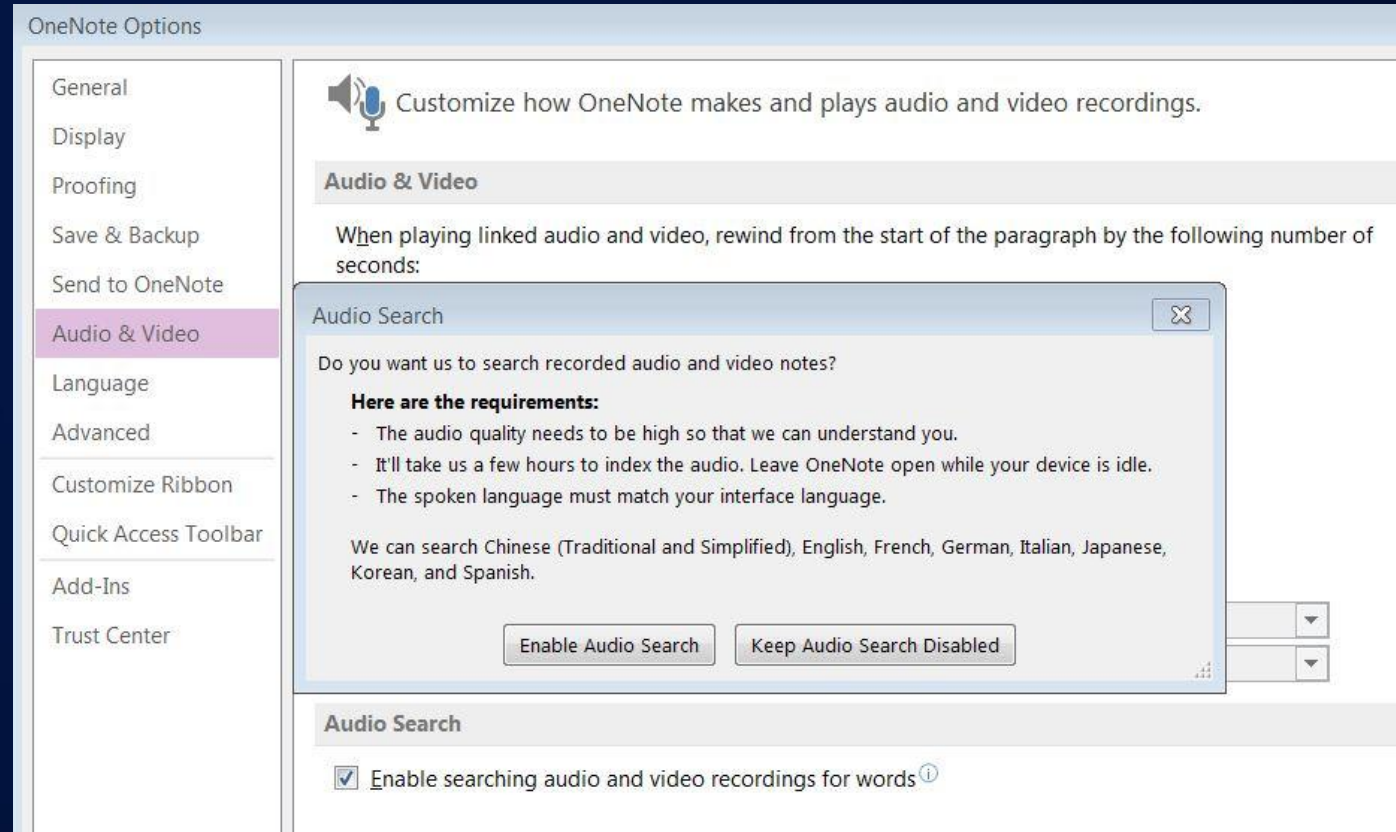 OneNote Options
General
Display
Proofing
Save & Backup
Send to OneNote
Audio & Video
Language
Advanced
Customize Ribbon
Quick Access Toolbar
Add-Ins
Trust Center
Customize how OneNote makes and plays audio and video recordings.
Audio & Video
When playing linked audio and video, rewind from the start of the paragraph by the following number of
seconds:
Audio Search
Do you want us to search recorded audio and video notes?
Here are the requirements:
- The audio quality needs to be high so that we can understand you.
- It'll take us a few hours to index the audio. Leave OneNote open while your device is idle.
- The spoken language must match your interface language.
We can search Chinese (Traditional and Simplified), English, French, German, Italian, Japanese,
Korean, and Spanish.
Enable Audio Search
Keep Audio Search Disabled
Audio Search
Enable searching audio and video recordings for words